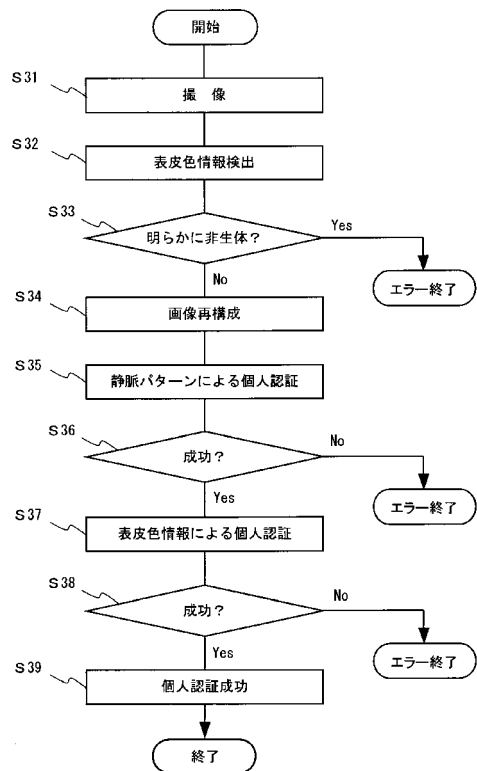 開始
S31
撮像
S32
表皮色情報検出
S33
明らかに非生体?
Yes
No
エラー終了
S34
画像再構成
S35
静脈パターンによる個人認証
S36
成功?
No
Yes
エラー終了
S37
表皮色情報による個人認証
S38
成功?
No
Yes
エラー終了
S39
個人認証成功
終了